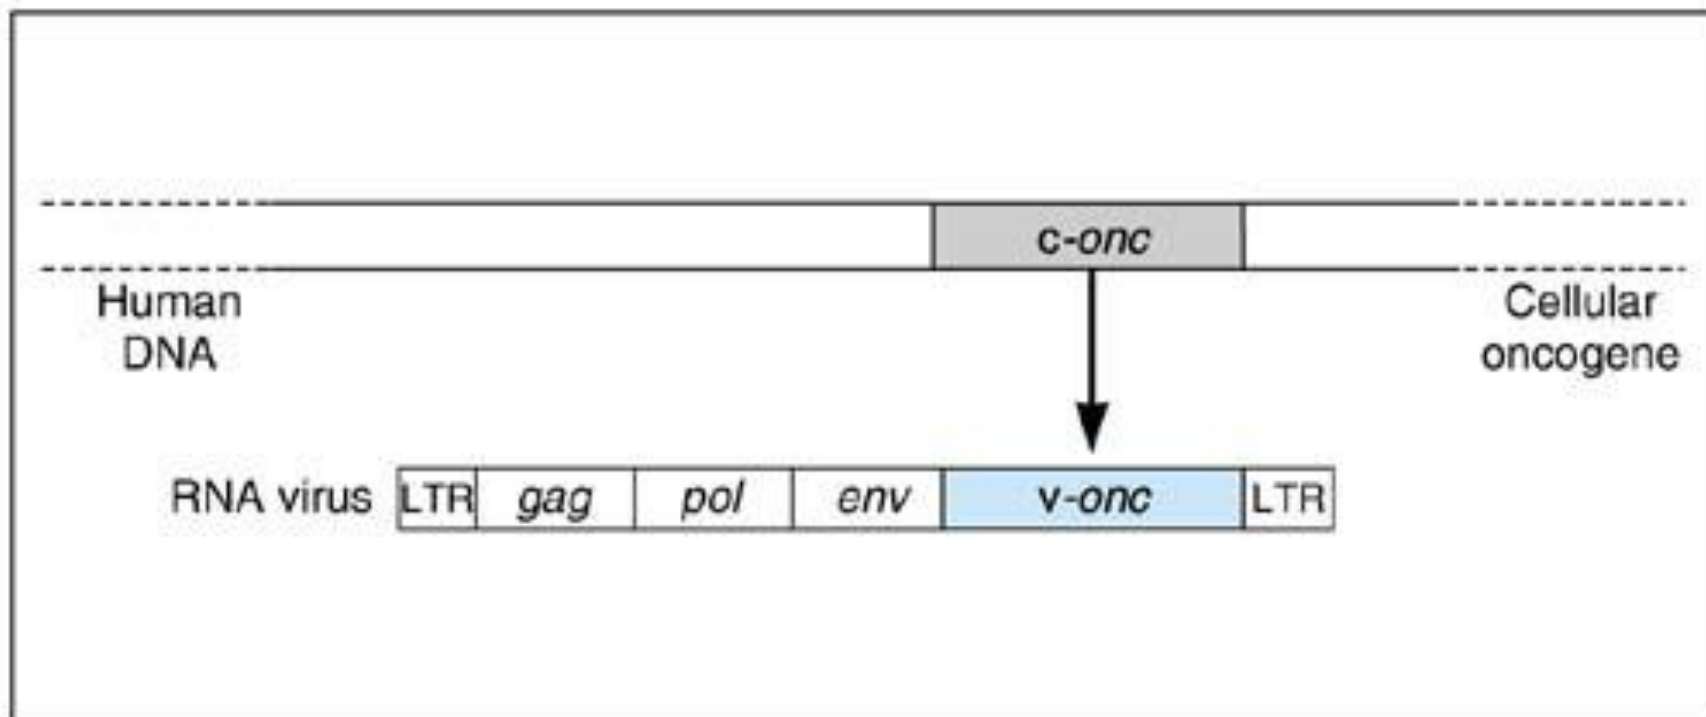 c-onc
Human
DNA
Cellular
oncogene
RNA virus LTR gag pol env v-onc LTR